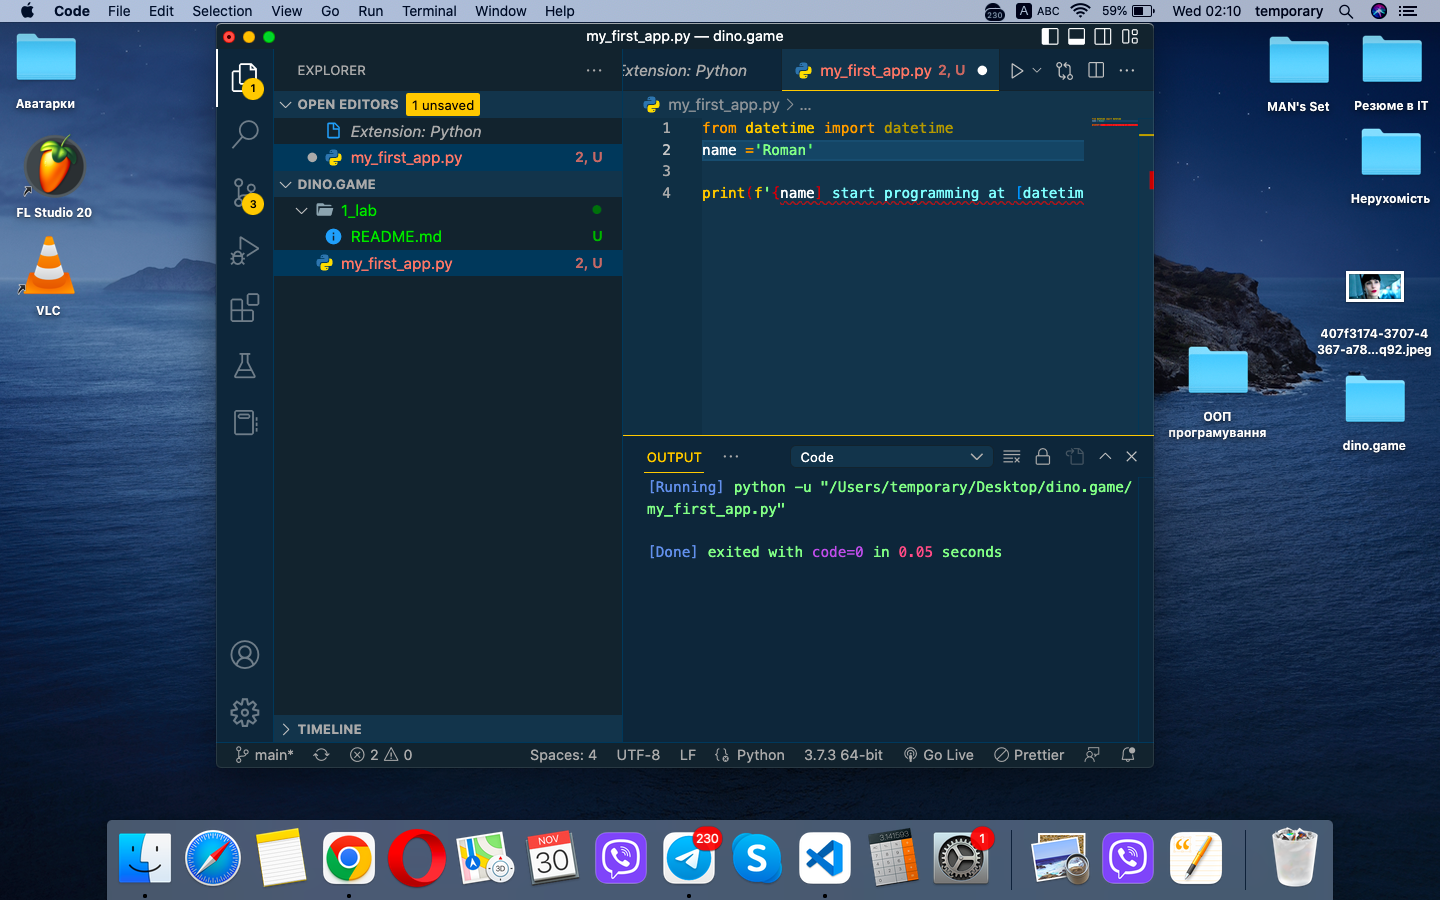 Code File Edit Selection View Go Run Terminal Window Help
230 A ABC 59% Wed 02:10 temporary
my_first_app.py — dino.game
Аватарки
FL Studio 20
VLC
1
3
EXPLORER
OPEN EDITORS 1 unsaved
Extension: Python
my_first_app.py 2, U
DINO.GAME
1_lab
README.md U
my_first_app.py 2, U
TIMELINE
Extension: Python
my_first_app.py 2, U
my_first_app.py > ...
1 from datetime import datetime
2 name ='Roman'
3
4 print(f'{name} start programming at [datetim
OUTPUT
Code
[Running] python -u "/Users/temporary/Desktop/dino.game/
my_first_app.py"
[Done] exited with code=0 in 0.05 seconds
main* 2 0 Spaces: 4 UTF-8 LF Python 3.7.3 64-bit Go Live Prettier
MAN's Set
Резюме в IT
Нерухомість
407f3174-3707-4
367-a78...q92.jpeg
ООП
програмування
dino.game
NOV
30
3D
230
3.141593
1